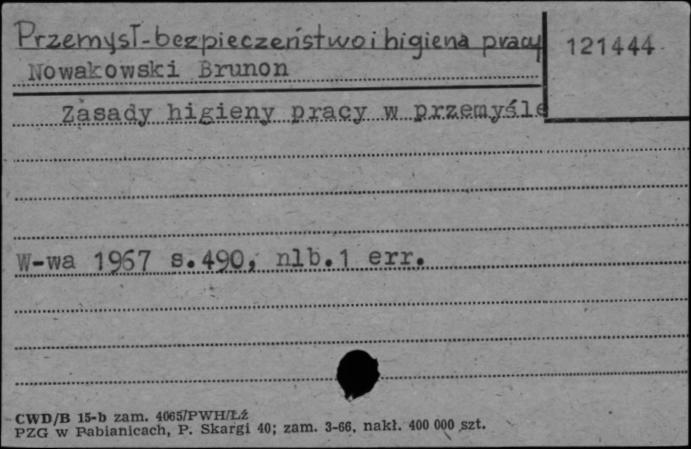 Przemysł-bezpieczeństwo i higiena pracy
121444
Nowakowski Brunon
Zasady higieny pracy w przemyśle
W-wa 1967 s.490, nlb.1 err.
CWD/B 15-b zam. 4065/PWH/Łź
PZG w Pabianicach, P. Skargi 40; zam. 3-66, nakł. 400 000 szt.